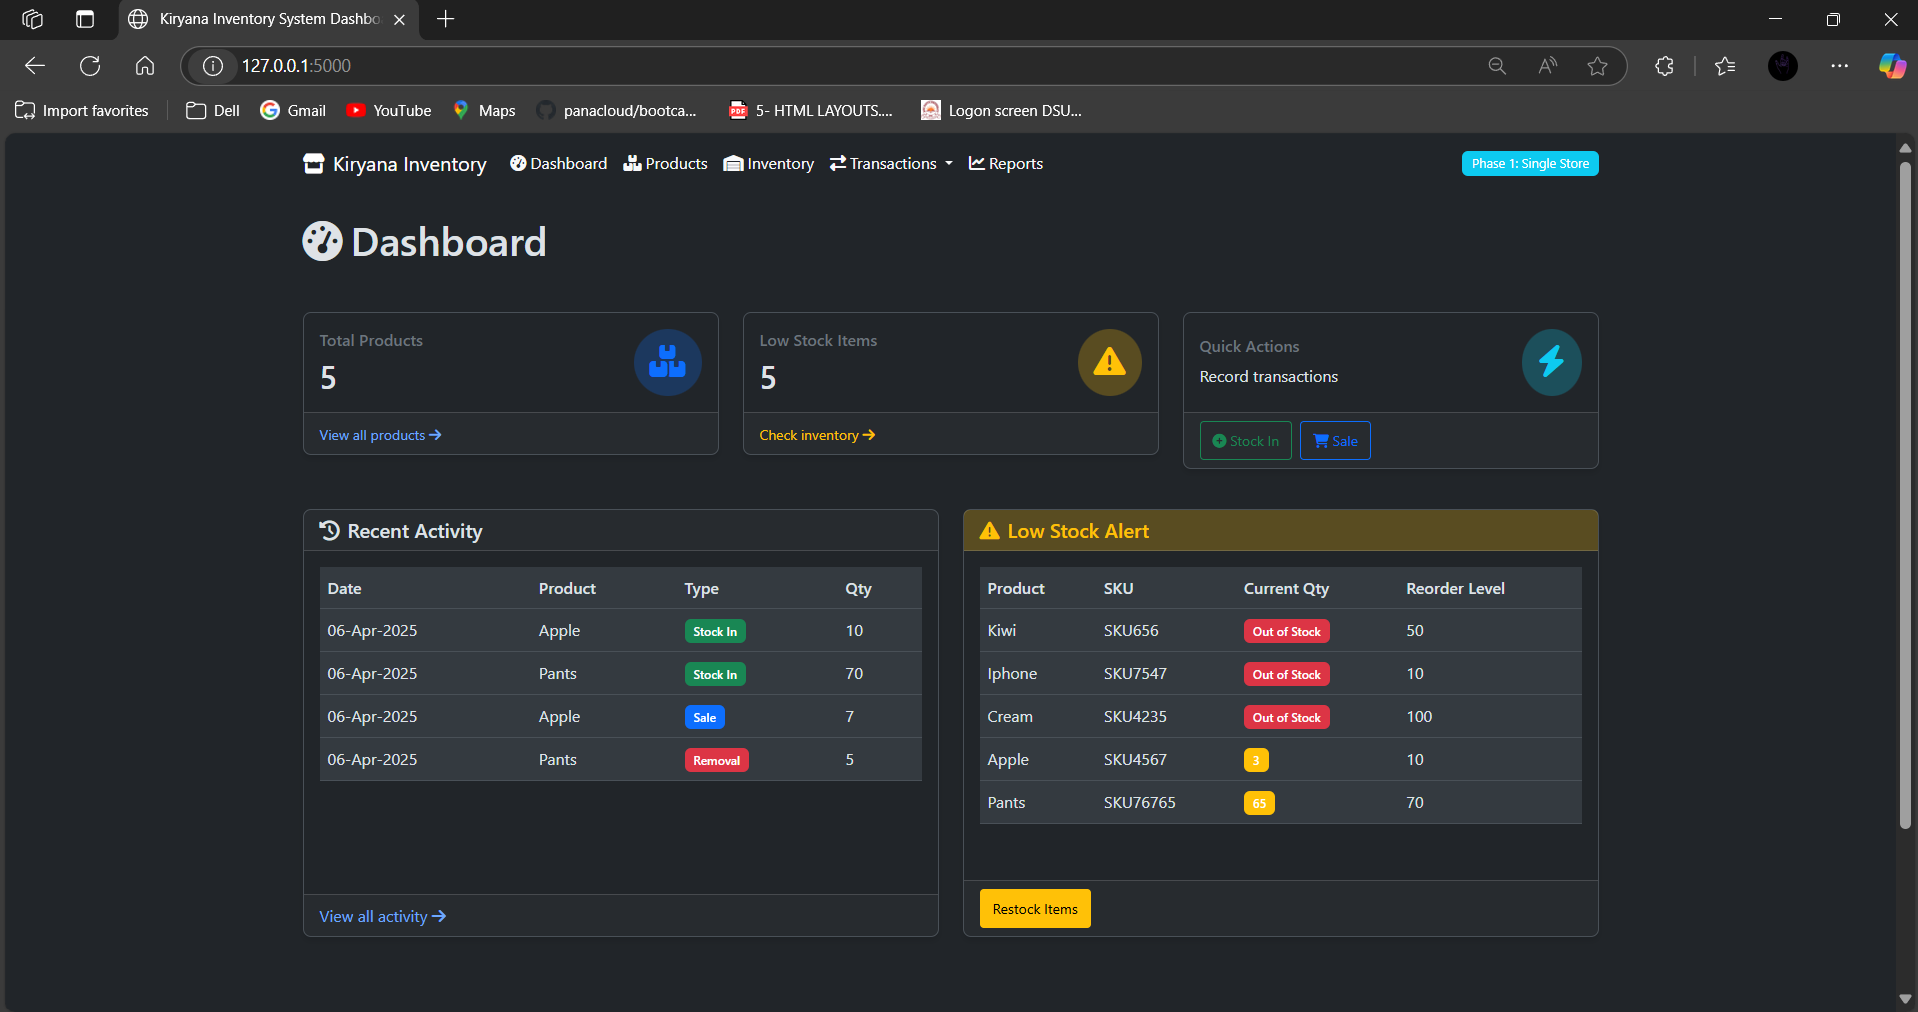 Kiryana Inventory System Dashbo
127.0.0.1:5000
Import favorites
Dell
Gmail
YouTube
Maps
panacloud/bootca...
5- HTML LAYOUTS....
Logon screen DSU...
Kiryana Inventory
Dashboard
Products
Inventory
Transactions
Reports
Phase 1: Single Store
Dashboard
Total Products
5
View all products
Low Stock Items
5
Check inventory
Quick Actions
Record transactions
Stock In
Sale
Recent Activity
Date Product Type Qty
06-Apr-2025 Apple Stock In 10
06-Apr-2025 Pants Stock In 70
06-Apr-2025 Apple Sale 7
06-Apr-2025 Pants Removal 5
View all activity
Low Stock Alert
Product SKU Current Qty Reorder Level
Kiwi SKU656 Out of Stock 50
Iphone SKU7547 Out of Stock 10
Cream SKU4235 Out of Stock 100
Apple SKU4567 3 10
Pants SKU76765 65 70
Restock Items